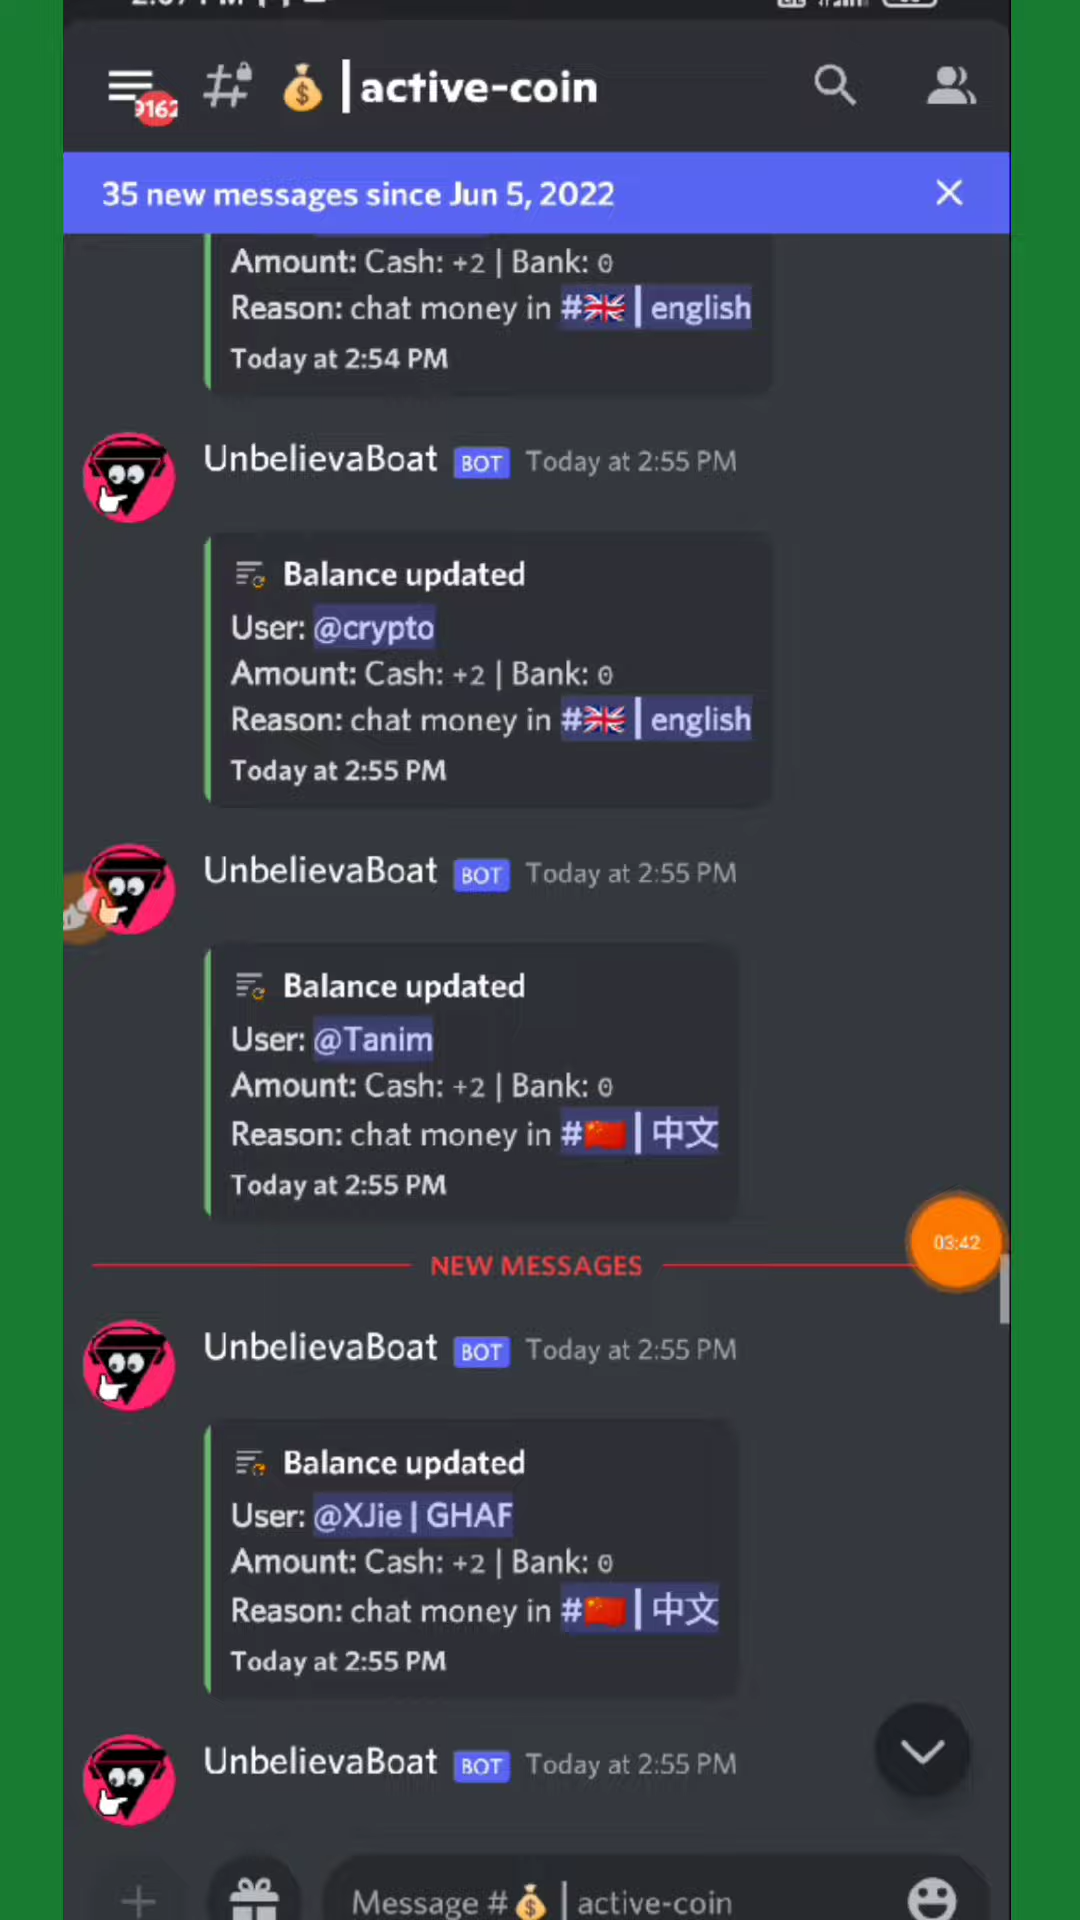 9162 # 💰 | active-coin
35 new messages since Jun 5, 2022
Amount: Cash: +2 | Bank: 0
Reason: chat money in #🇬🇧 | english
Today at 2:54 PM
UnbelievaBoat BOT Today at 2:55 PM
Balance updated
User: @crypto
Amount: Cash: +2 | Bank: 0
Reason: chat money in #🇬🇧 | english
Today at 2:55 PM
UnbelievaBoat BOT Today at 2:55 PM
Balance updated
User: @Tanim
Amount: Cash: +2 | Bank: 0
Reason: chat money in #🇨🇳 | 中文
Today at 2:55 PM
03:42
NEW MESSAGES
UnbelievaBoat BOT Today at 2:55 PM
Balance updated
User: @XJie | GHAF
Amount: Cash: +2 | Bank: 0
Reason: chat money in #🇨🇳 | 中文
Today at 2:55 PM
UnbelievaBoat BOT Today at 2:55 PM
Message #💰 | active-coin